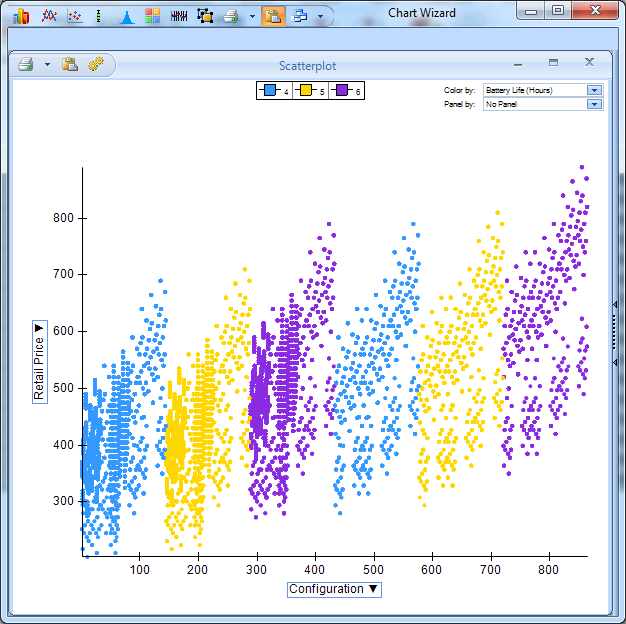 Chart Wizard
Scatterplot
4 5 6
Color by: Battery Life (Hours)
Panel by: No Panel
800
700
600
500
400
300
Retail Price ▶
100 200 300 400 500 600 700 800
Configuration ▼